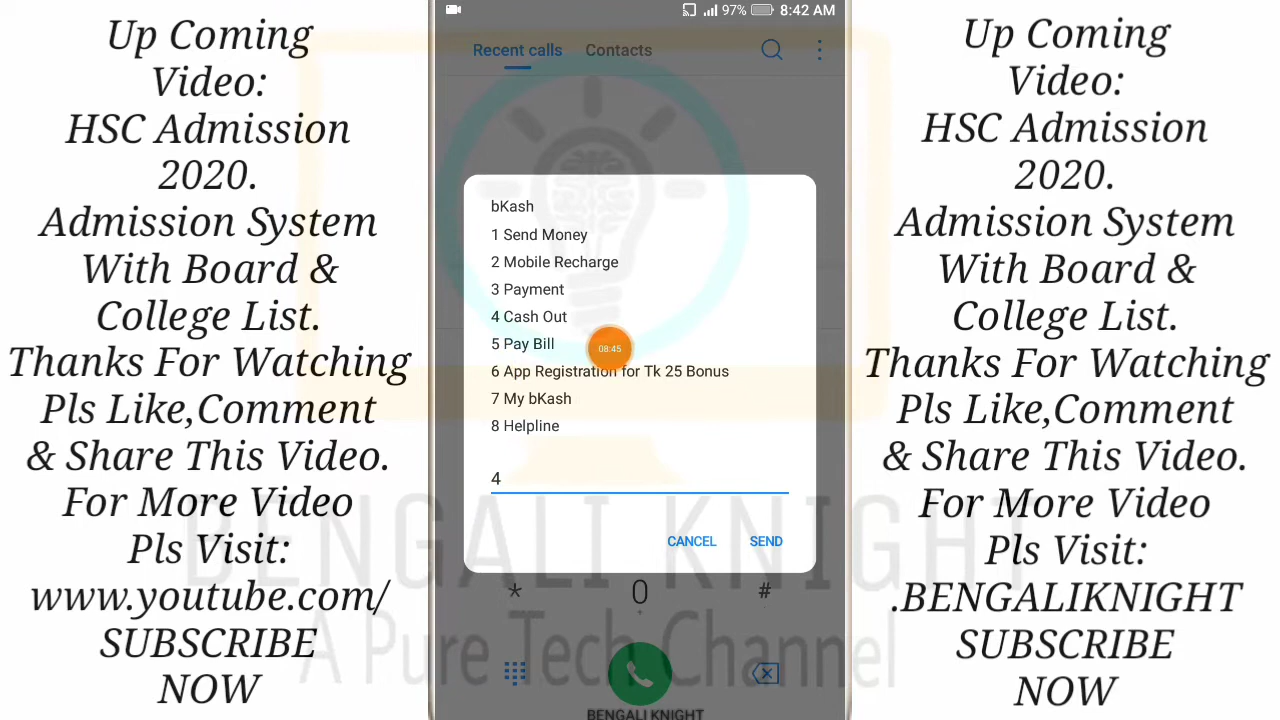 Up Coming
Video:
HSC Admission
2020.
Admission System
With Board &
College List.
Thanks For Watching
Pls Like,Comment
& Share This Video.
For More Video
Pls Visit:
www.youtube.com/
SUBSCRIBE
NOW
97% 8:42 AM
Recent calls Contacts
bKash
1 Send Money
2 Mobile Recharge
3 Payment
4 Cash Out
5 Pay Bill
08:45
6 App Registration for Tk 25 Bonus
7 My bKash
8 Helpline
4
CANCEL SEND
* 0 #
+
BENGALI KNIGHT
BENGALI KNIGHT
A Pure Tech Channel
Up Coming
Video:
HSC Admission
2020.
Admission System
With Board &
College List.
Thanks For Watching
Pls Like,Comment
& Share This Video.
For More Video
Pls Visit:
.BENGALIKNIGHT
SUBSCRIBE
NOW